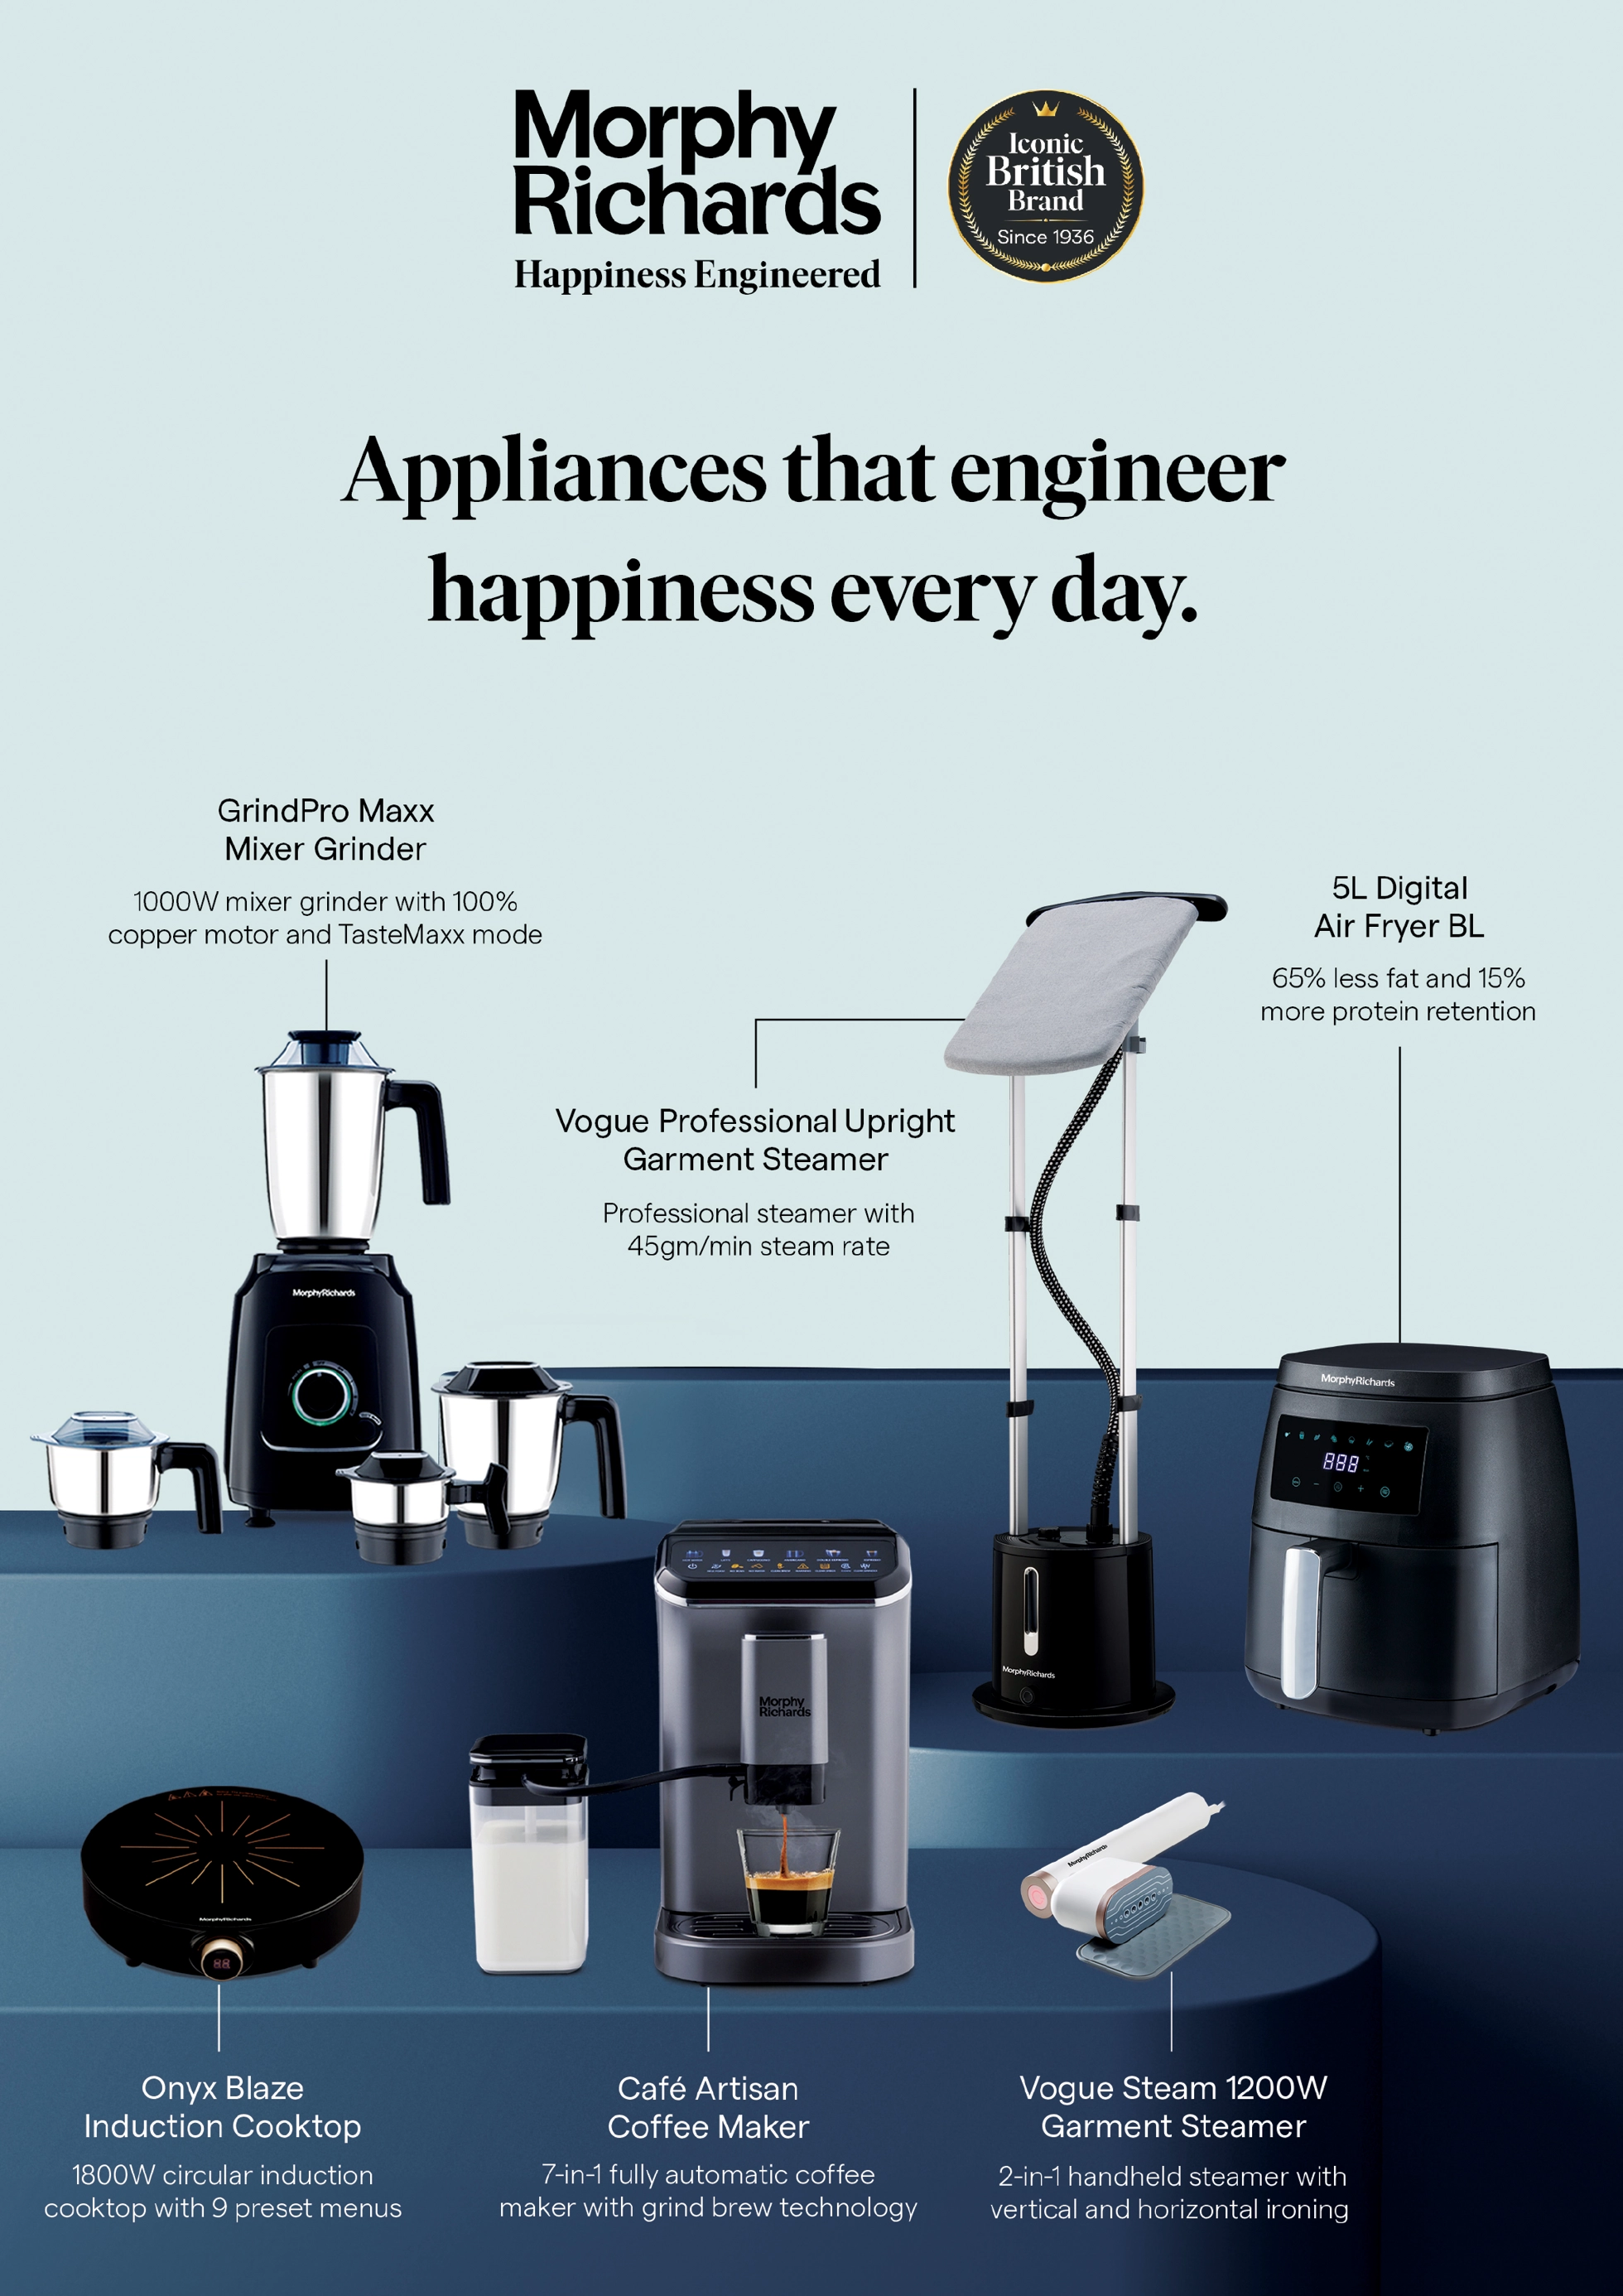 Morphy
Richards
Happiness Engineered
Iconic
British
Brand
Since 1936
Appliances that engineer
happiness every day.
GrindPro Maxx
Mixer Grinder
1000W mixer grinder with 100%
copper motor and TasteMaxx mode
5L Digital
Air Fryer BL
65% less fat and 15%
more protein retention
Vogue Professional Upright
Garment Steamer
Professional steamer with
45gm/min steam rate
MorphyRichards
MorphyRichards
888
MorphyRichards
Morphy
Richards
MorphyRichards
MorphyRichards
88
Onyx Blaze
Induction Cooktop
1800W circular induction
cooktop with 9 preset menus
Café Artisan
Coffee Maker
7-in-1 fully automatic coffee
maker with grind brew technology
Vogue Steam 1200W
Garment Steamer
2-in-1 handheld steamer with
vertical and horizontal ironing